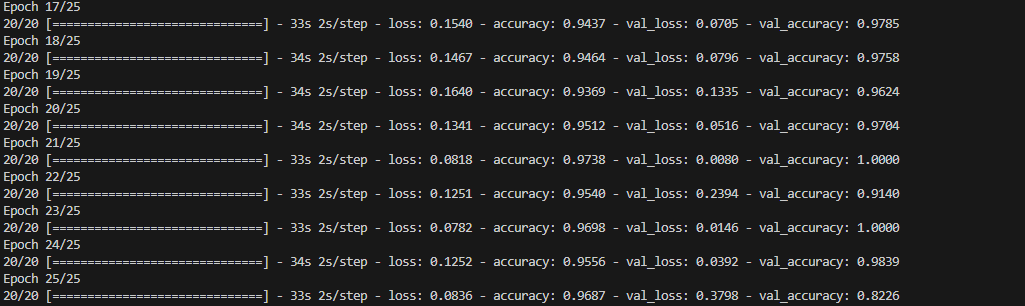 Epoch 17/25
20/20 [==============================] - 33s 2s/step - loss: 0.1540 - accuracy: 0.9437 - val_loss: 0.0705 - val_accuracy: 0.9785
Epoch 18/25
20/20 [==============================] - 34s 2s/step - loss: 0.1467 - accuracy: 0.9464 - val_loss: 0.0796 - val_accuracy: 0.9758
Epoch 19/25
20/20 [==============================] - 34s 2s/step - loss: 0.1640 - accuracy: 0.9369 - val_loss: 0.1335 - val_accuracy: 0.9624
Epoch 20/25
20/20 [==============================] - 34s 2s/step - loss: 0.1341 - accuracy: 0.9512 - val_loss: 0.0516 - val_accuracy: 0.9704
Epoch 21/25
20/20 [==============================] - 33s 2s/step - loss: 0.0818 - accuracy: 0.9738 - val_loss: 0.0080 - val_accuracy: 1.0000
Epoch 22/25
20/20 [==============================] - 33s 2s/step - loss: 0.1251 - accuracy: 0.9540 - val_loss: 0.2394 - val_accuracy: 0.9140
Epoch 23/25
20/20 [==============================] - 33s 2s/step - loss: 0.0782 - accuracy: 0.9698 - val_loss: 0.0146 - val_accuracy: 1.0000
Epoch 24/25
20/20 [==============================] - 34s 2s/step - loss: 0.1252 - accuracy: 0.9556 - val_loss: 0.0392 - val_accuracy: 0.9839
Epoch 25/25
20/20 [==============================] - 33s 2s/step - loss: 0.0836 - accuracy: 0.9687 - val_loss: 0.3798 - val_accuracy: 0.8226